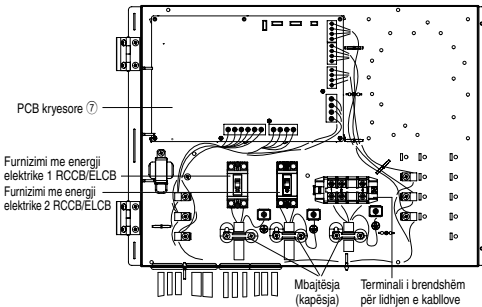 PCB kryesore ⑦
Furnizimi me energji
elektrike 1 RCCB/ELCB
Furnizimi me energji
elektrike 2 RCCB/ELCB
Mbajtësja
(kapësja)
Terminali i brendshëm
për lidhjen e kabllove